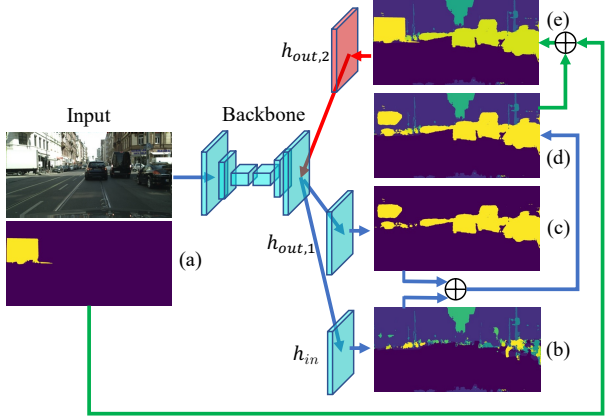 (e)
$h_{out,2}$
Input
Backbone
(d)
(c)
(a)
$h_{out,1}$
$h_{in}$
(b)